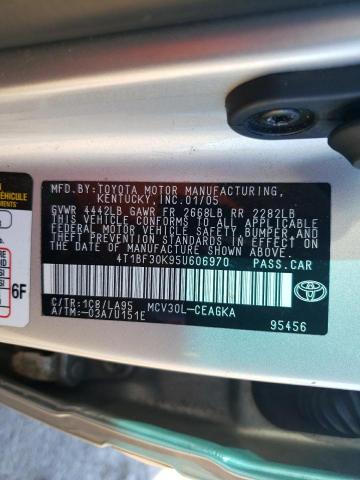 MFD.BY:TOYOTA MOTOR MANUFACTURING,
KENTUCKY,INC.01/05
GVWR 4442LB GAWR FR 2668LB RR 2282LB
THIS VEHICLE CONFORMS TO ALL APPLICABLE
FEDERAL MOTOR VEHICLE SAFETY,BUMPER,AND
THEFT PREVENTION STANDARDS IN EFFECT ON
THE DATE OF MANUFACTURE SHOWN ABOVE.
4T1BF30K95U606970 PASS.CAR
C/TR:1C8/LA95 MCV30L-CEAGKA
A/TM:-03A/U151E
95456
6F